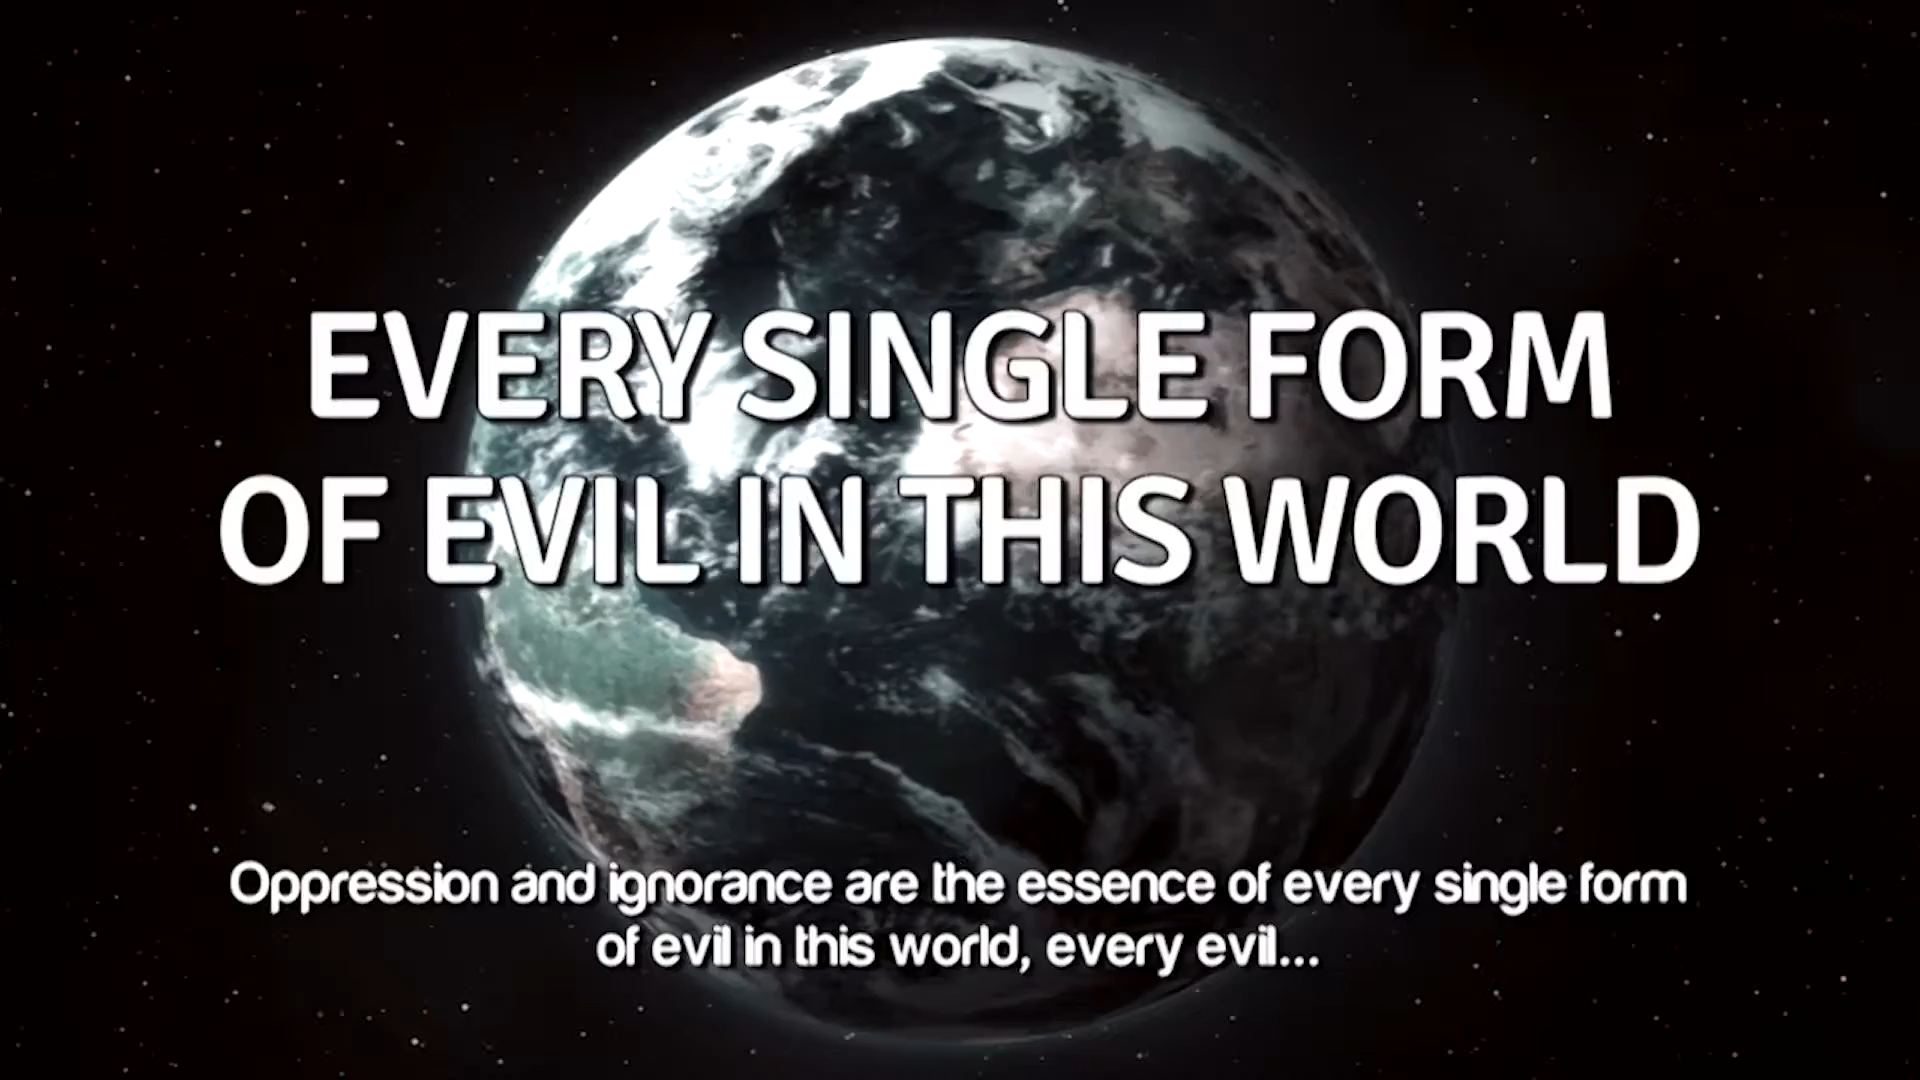 EVERY SINGLE FORM
OF EVIL IN THIS WORLD
Oppression and ignorance are the essence of every single form
of evil in this world, every evil...